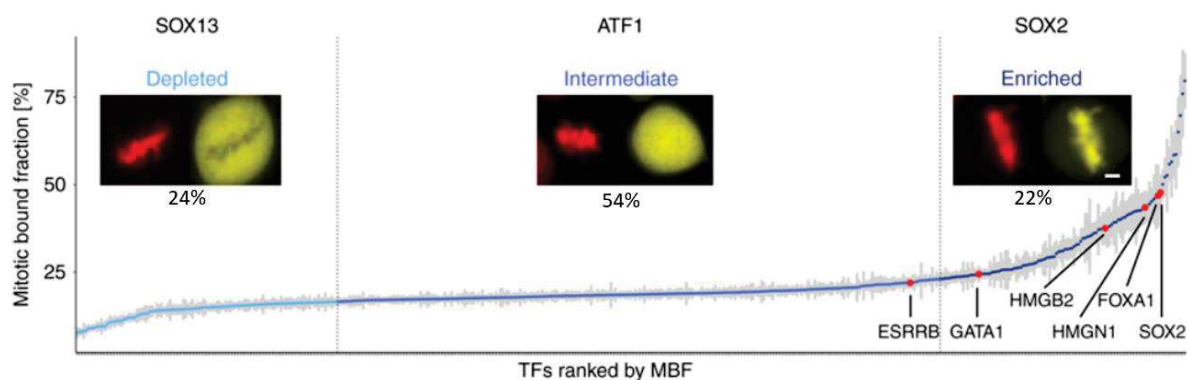 SOX13 ATF1 SOX2
Depleted Intermediate Enriched
Mitotic bound fraction [%]
75
50
25
24% 54% 22%
HMGB2 FOXA1
ESRRB GATA1 HMGN1 SOX2
TFs ranked by MBF